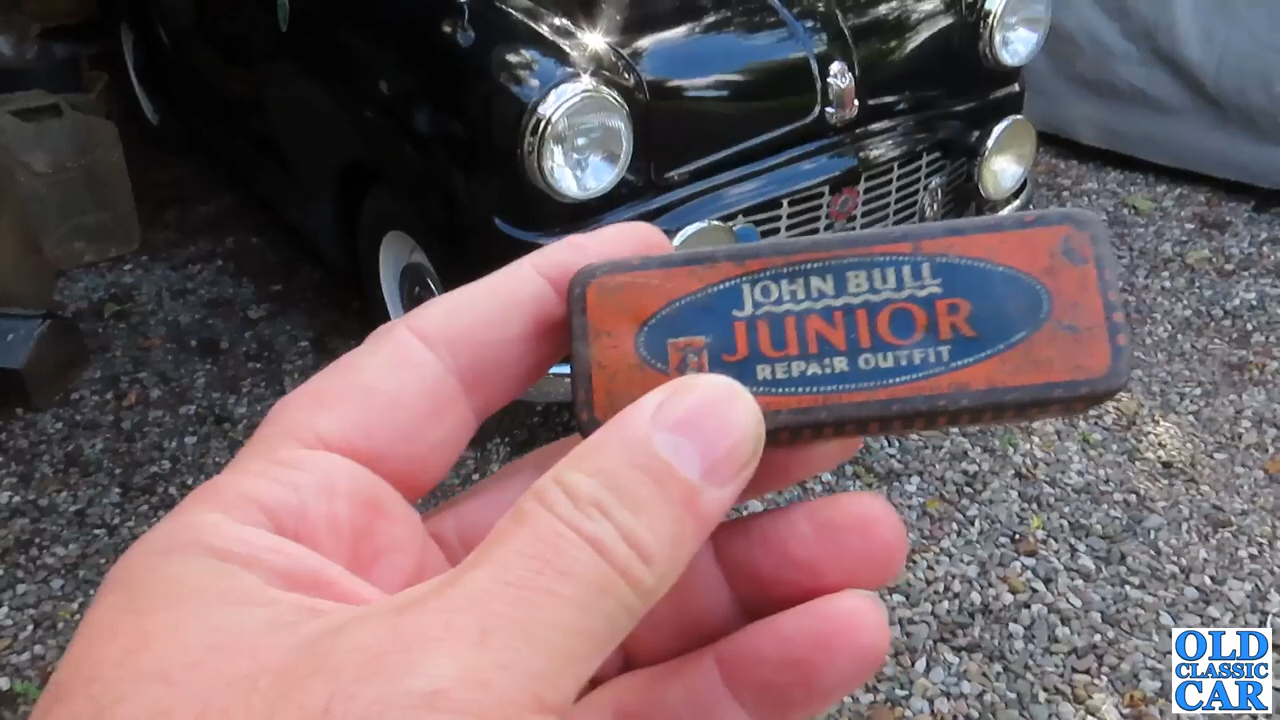 JOHN BULL
JUNIOR
REPAIR OUTFIT
OLD
CLASSIC
CAR